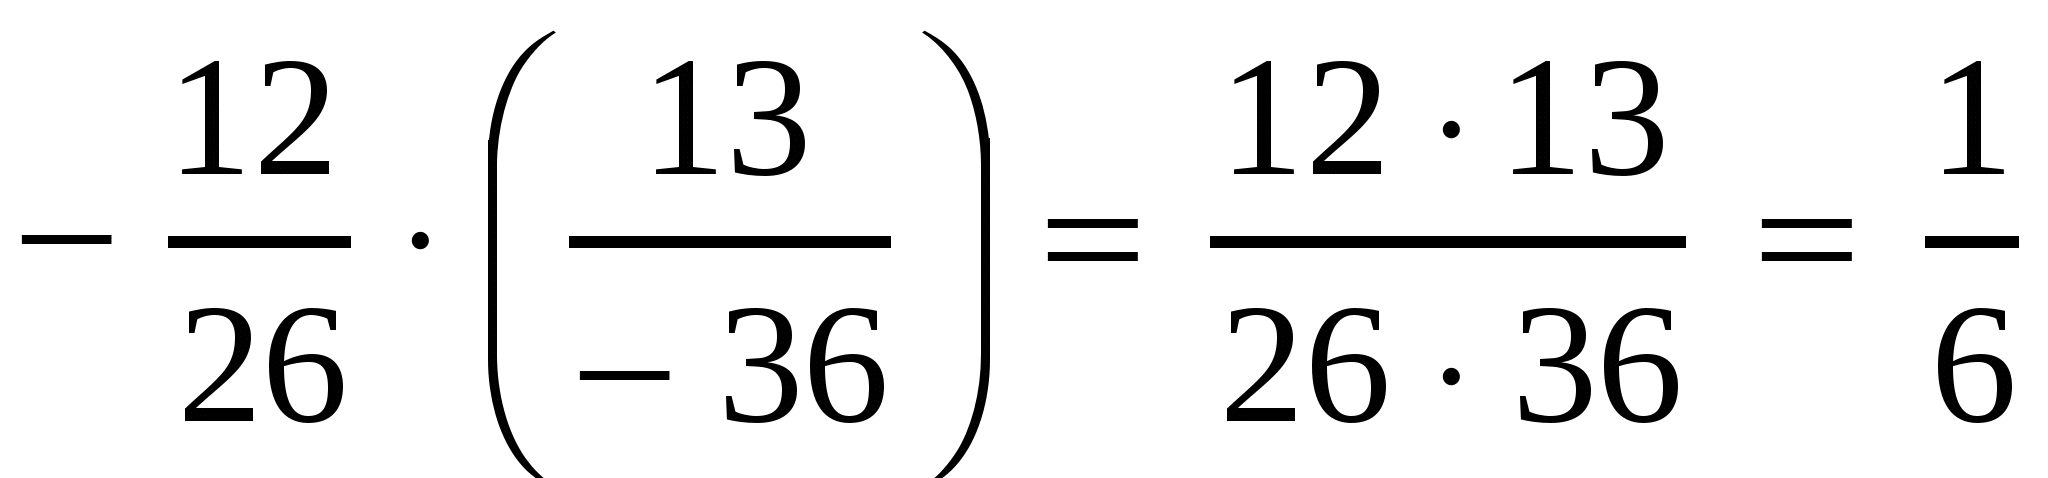 − 12/26 · (13/− 36) = 12 · 13/26 · 36 = 1/6